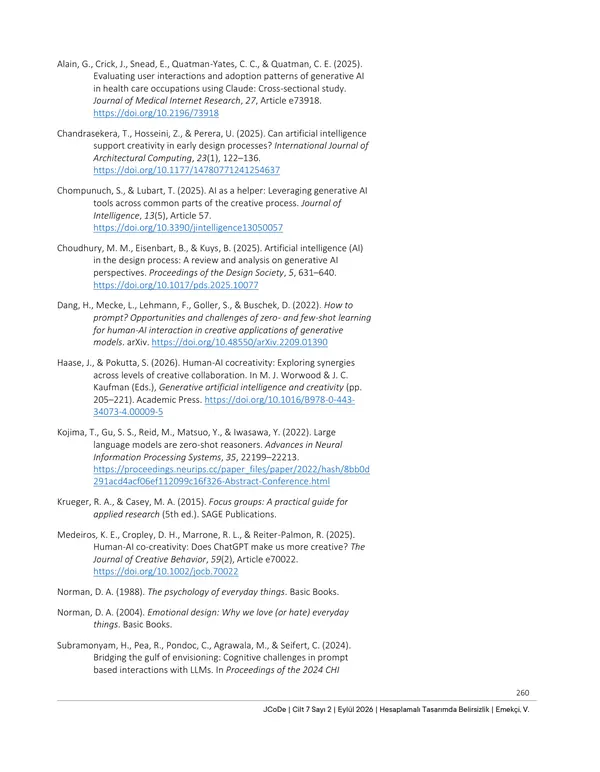 Alain, G., Crick, J., Snead, E., Quatman-Yates, C. C., & Quatman, C. E. (2025).
Evaluating user interactions and adoption patterns of generative AI
in health care occupations using Claude: Cross-sectional study.
Journal of Medical Internet Research, 27, Article e73918.
https://doi.org/10.2196/73918
Chandrasekera, T., Hosseini, Z., & Perera, U. (2025). Can artificial intelligence
support creativity in early design processes? International Journal of
Architectural Computing, 23(1), 122–136.
https://doi.org/10.1177/14780771241254637
Chompunuch, S., & Lubart, T. (2025). AI as a helper: Leveraging generative AI
tools across common parts of the creative process. Journal of
Intelligence, 13(5), Article 57.
https://doi.org/10.3390/jintelligence13050057
Choudhury, M. M., Eisenbart, B., & Kuys, B. (2025). Artificial intelligence (AI)
in the design process: A review and analysis on generative AI
perspectives. Proceedings of the Design Society, 5, 631–640.
https://doi.org/10.1017/pds.2025.10077
Dang, H., Mecke, L., Lehmann, F., Goller, S., & Buschek, D. (2022). How to
prompt? Opportunities and challenges of zero- and few-shot learning
for human-AI interaction in creative applications of generative
models. arXiv. https://doi.org/10.48550/arXiv.2209.01390
Haase, J., & Pokutta, S. (2026). Human-AI cocreativity: Exploring synergies
across levels of creative collaboration. In M. J. Worwood & J. C.
Kaufman (Eds.), Generative artificial intelligence and creativity (pp.
205–221). Academic Press. https://doi.org/10.1016/B978-0-443-
34073-4.00009-5
Kojima, T., Gu, S. S., Reid, M., Matsuo, Y., & Iwasawa, Y. (2022). Large
language models are zero-shot reasoners. Advances in Neural
Information Processing Systems, 35, 22199–22213.
https://proceedings.neurips.cc/paper_files/paper/2022/hash/8bb0d
291acd4acf06ef112099c16f326-Abstract-Conference.html
Krueger, R. A., & Casey, M. A. (2015). Focus groups: A practical guide for
applied research (5th ed.). SAGE Publications.
Medeiros, K. E., Cropley, D. H., Marrone, R. L., & Reiter-Palmon, R. (2025).
Human-AI co-creativity: Does ChatGPT make us more creative? The
Journal of Creative Behavior, 59(2), Article e70022.
https://doi.org/10.1002/jocb.70022
Norman, D. A. (1988). The psychology of everyday things. Basic Books.
Norman, D. A. (2004). Emotional design: Why we love (or hate) everyday
things. Basic Books.
Subramonyam, H., Pea, R., Pondoc, C., Agrawala, M., & Seifert, C. (2024).
Bridging the gulf of envisioning: Cognitive challenges in prompt
based interactions with LLMs. In Proceedings of the 2024 CHI
260
JCoDe | Cilt 7 Sayı 2 | Eylül 2026 | Hesaplamalı Tasarımda Belirsizlik | Emekçi, V.